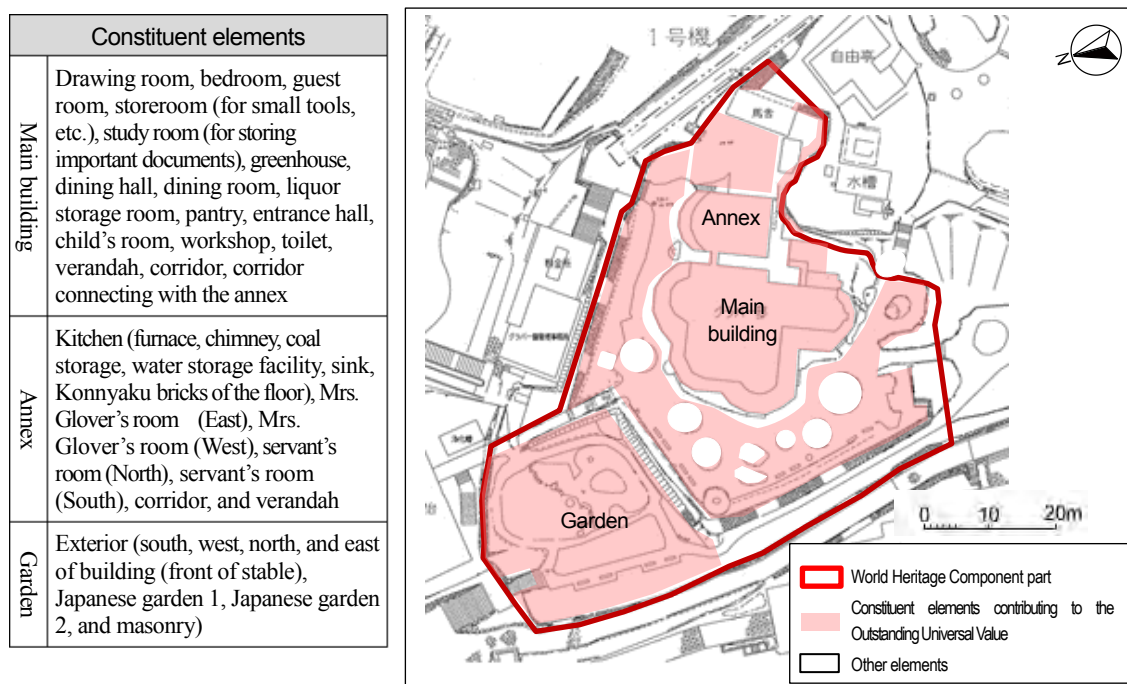 Constituent elements
Main building
Drawing room, bedroom, guest
room, storeroom (for small tools,
etc.), study room (for storing
important documents), greenhouse,
dining hall, dining room, liquor
storage room, pantry, entrance hall,
child's room, workshop, toilet,
verandah, corridor, corridor
connecting with the annex
Annex
Kitchen (furnace, chimney, coal
storage, water storage facility, sink,
Konnyaku bricks of the floor), Mrs.
Glover's room (East), Mrs.
Glover's room (West), servant's
room (North), servant's room
(South), corridor, and verandah
Garden
Exterior (south, west, north, and east
of building (front of stable),
Japanese garden 1, Japanese garden
2, and masonry)
1号機
自由亭
N
馬舎
水槽
Annex
Main
building
Garden
0 10 20m
World Heritage Component part
Constituent elements contributing to the
Outstanding Universal Value
Other elements